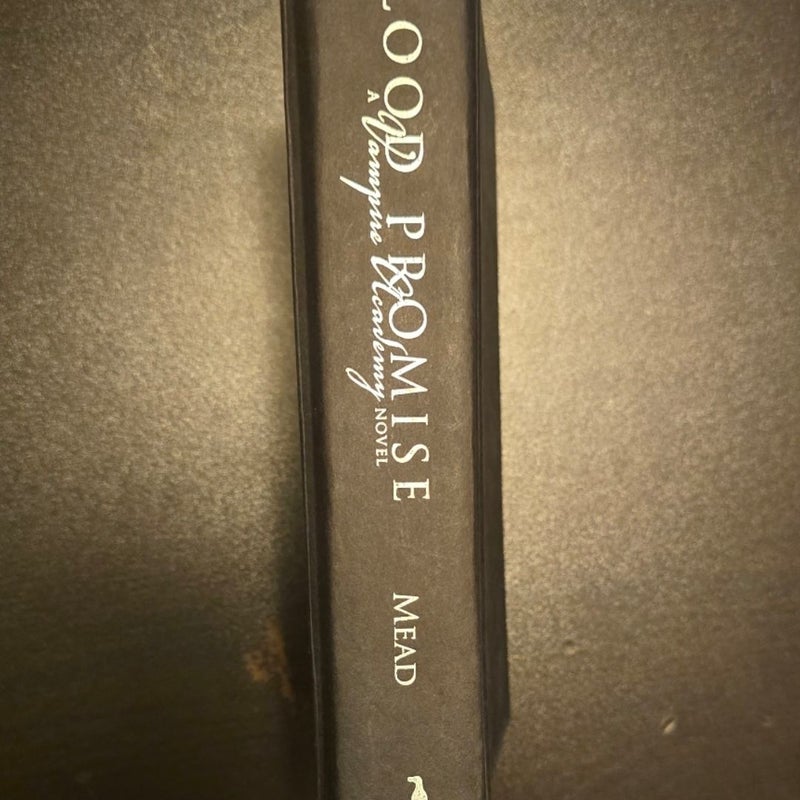 LOOD PROMISE
A Vampire Academy NOVEL
MEAD